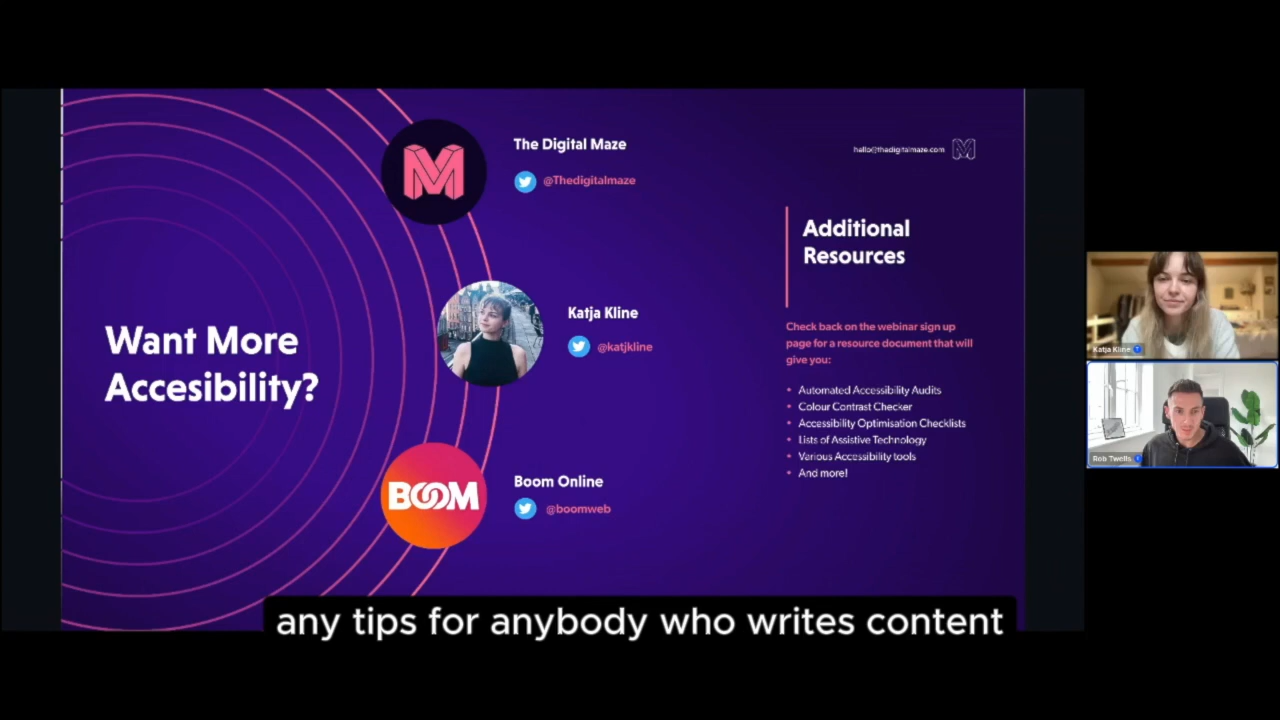 The Digital Maze
@Thedigitalmaze
hello@thedigitalmaze.com
Additional
Resources
Katja Kline
@katjkline
Want More
Accesibility?
Check back on the webinar sign up
page for a resource document that will
give you:
• Automated Accessibility Audits
• Colour Contrast Checker
• Accessibility Optimisation Checklists
• Lists of Assistive Technology
• Various Accessibility tools
• And more!
BOOM
Boom Online
@boomweb
Katja Kline
Rob Twells
any tips for anybody who writes content